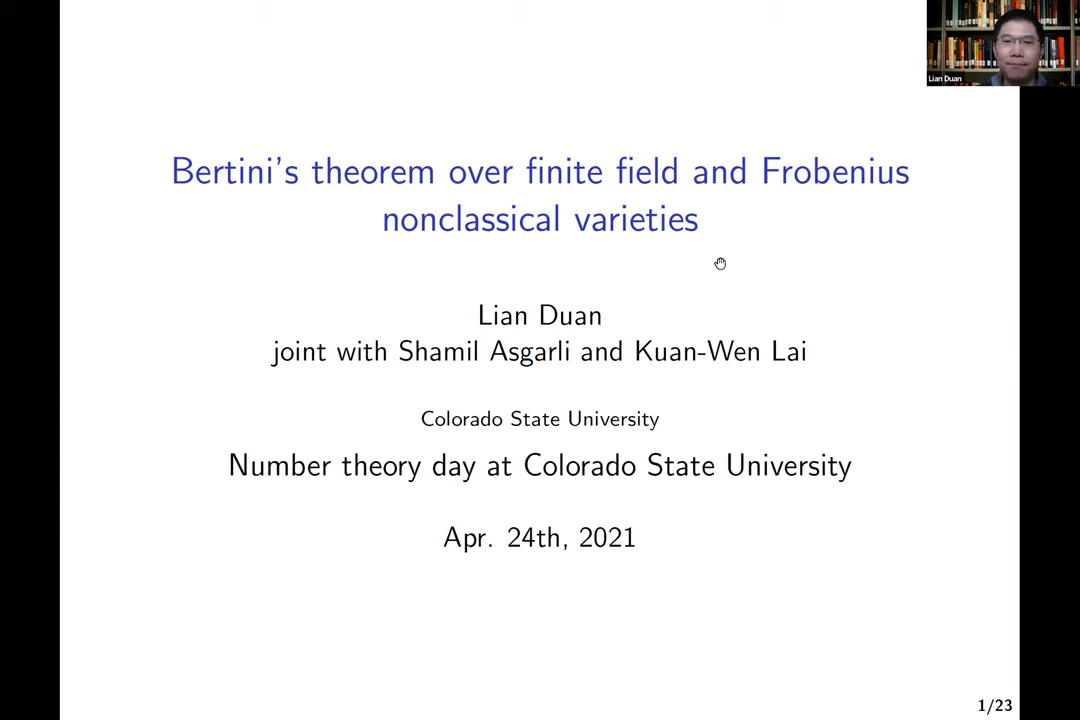 Lian Duan
Bertini's theorem over finite field and Frobenius
nonclassical varieties
Lian Duan
joint with Shamil Asgarli and Kuan-Wen Lai
Colorado State University
Number theory day at Colorado State University
Apr. 24th, 2021
1/23